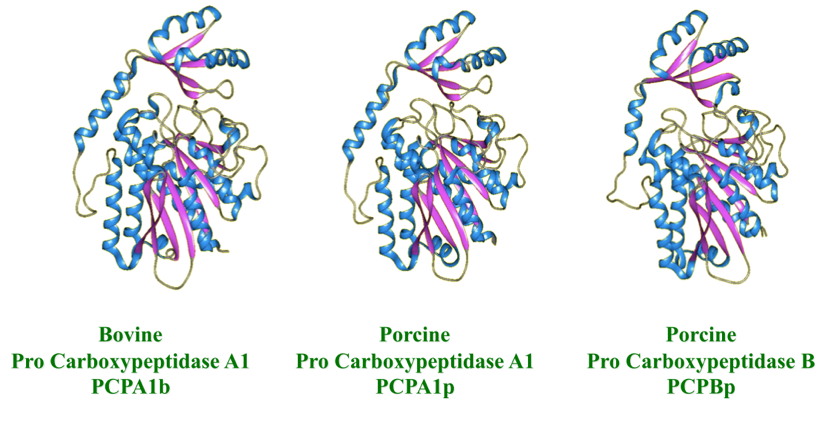 Bovine
Pro Carboxypeptidase A1
PCPA1b
Porcine
Pro Carboxypeptidase A1
PCPA1p
Porcine
Pro Carboxypeptidase B
PCPBp